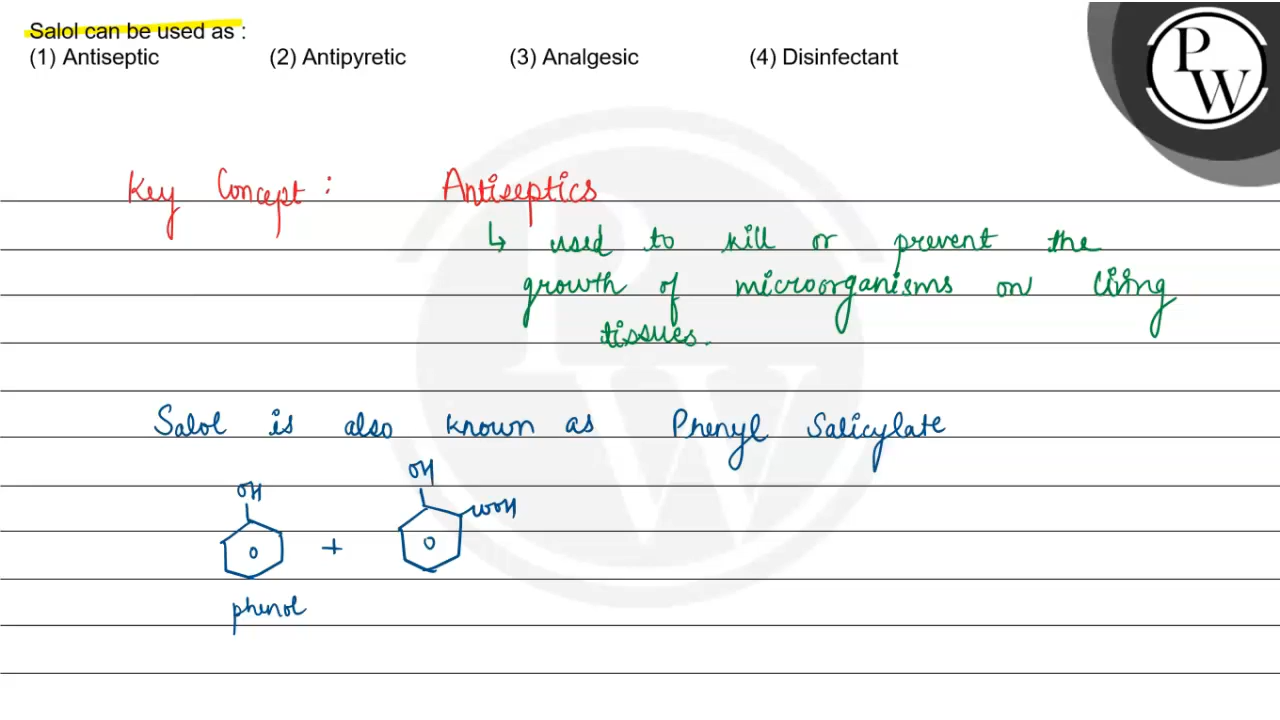 Salol can be used as :
(1) Antiseptic (2) Antipyretic (3) Analgesic (4) Disinfectant
P
W
Key Concept : Antiseptics
↳ used to kill or prevent the
growth of microorganisms on living
tissues.
Salol is also known as Phenyl Salicylate
OH OH
COOH
+
phenol